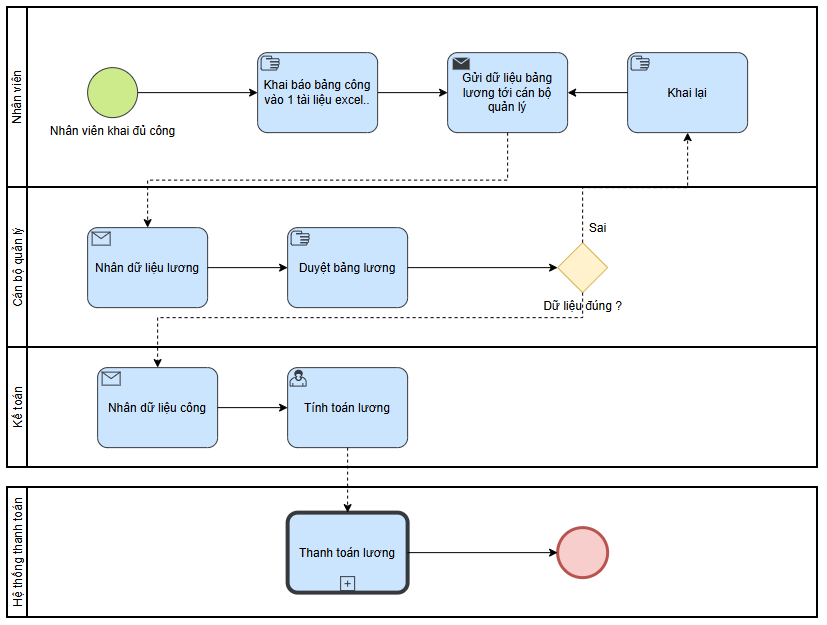 Nhân viên
Nhân viên khai đủ công
Khai báo bảng công
vào 1 tài liệu excel..
Gửi dữ liệu bảng
lương tới cán bộ
quản lý
Khai lại
Cán bộ quản lý
Nhân dữ liệu lương
Duyệt bảng lương
Sai
Dữ liệu đúng ?
Kế toán
Nhân dữ liệu công
Tính toán lương
Hệ thống thanh toán
Thanh toán lương